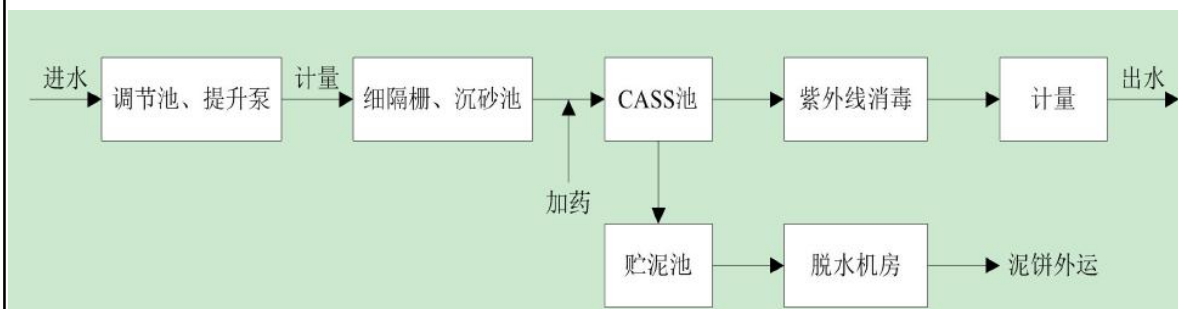 进水
调节池、提升泵
计量
细隔栅、沉砂池
加药
CASS池
紫外线消毒
计量
出水
贮泥池
脱水机房
泥饼外运